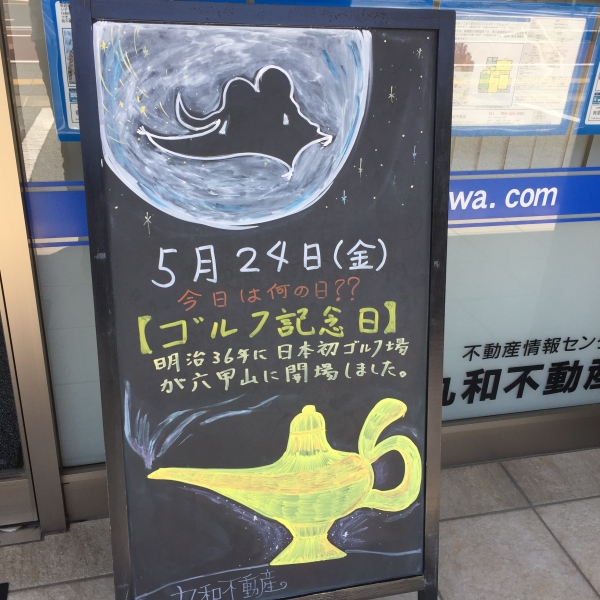 5月24日(金)
今日は何の日??
【ゴルフ記念日】
明治36年に日本初ゴルフ場
が六甲山に開場しました。
九和不動産。
wa.com
不動産情報セン
九和不動産